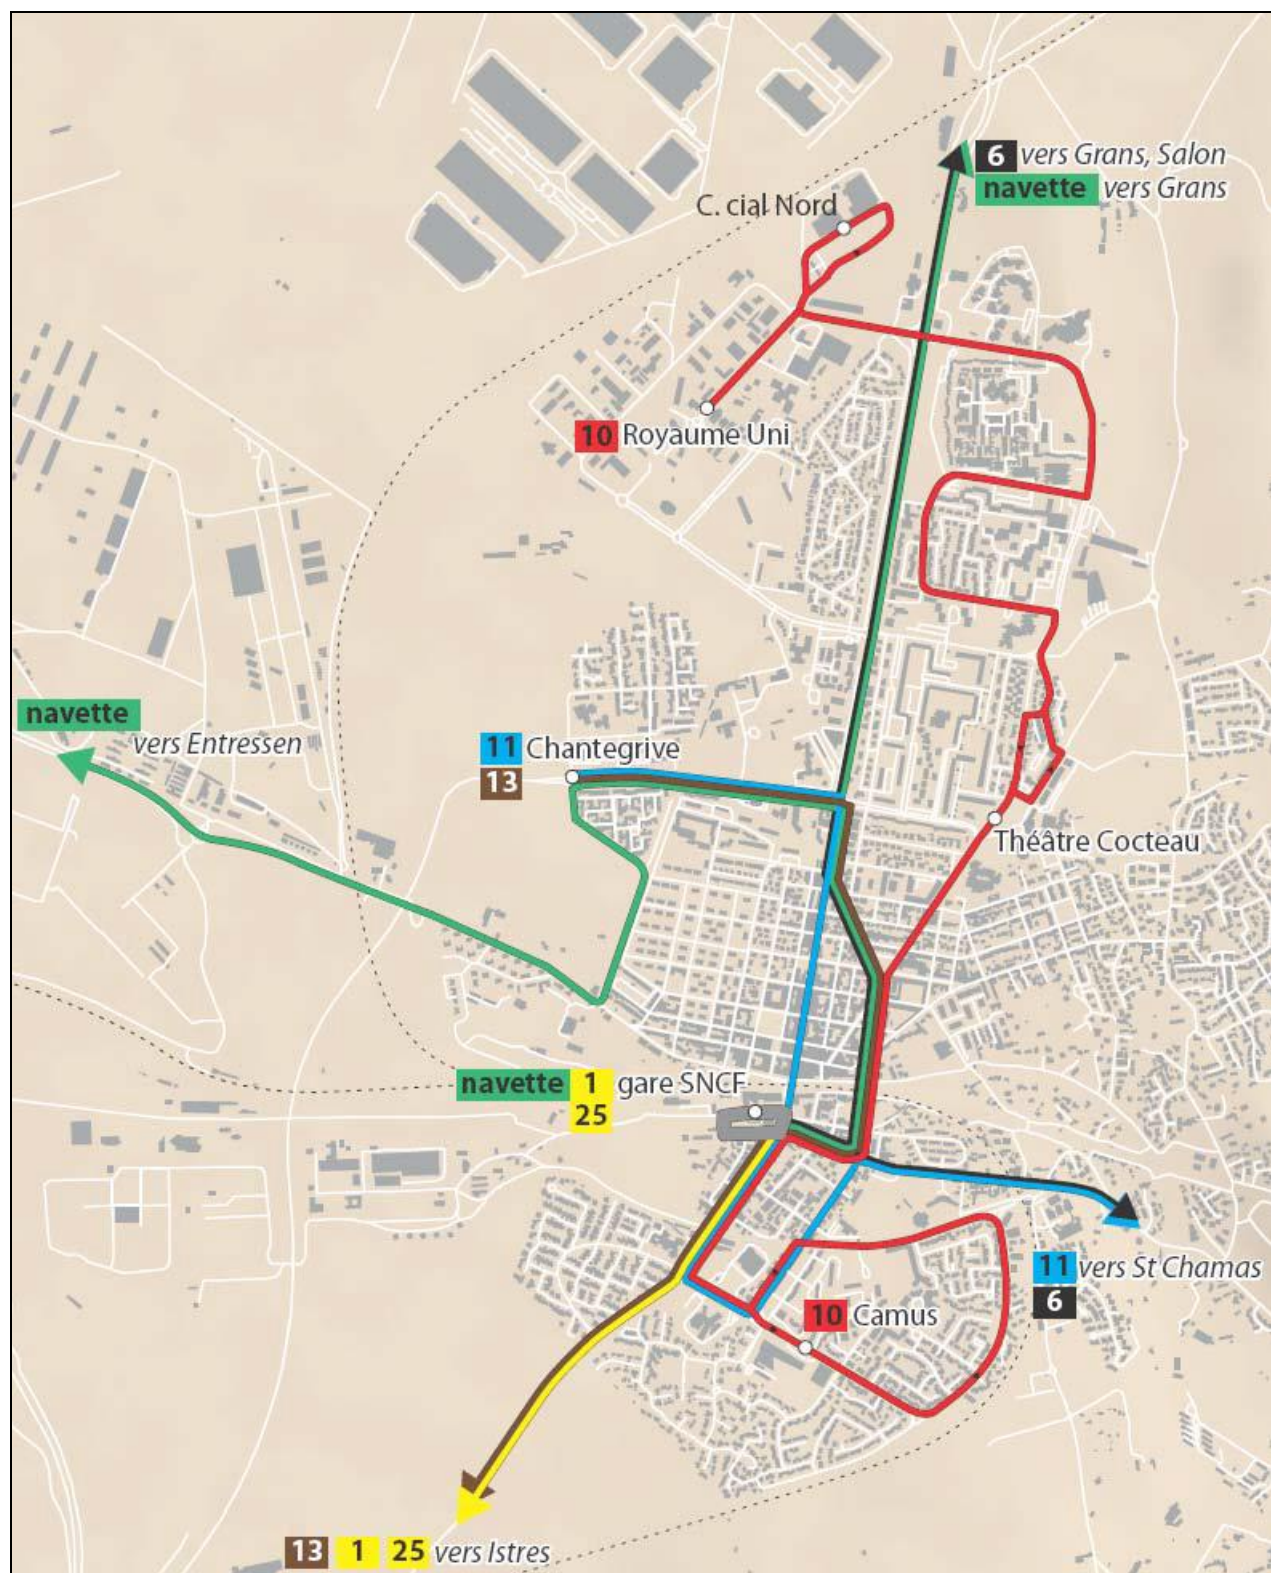 6 vers Grans, Salon
navette vers Grans
C. cial Nord
10 Royaume Uni
navette
vers Entressen
11 Chantegrive
13
Théâtre Cocteau
navette 1 gare SNCF
25
11 vers St Chamas
6
10 Camus
13 1 25 vers Istres